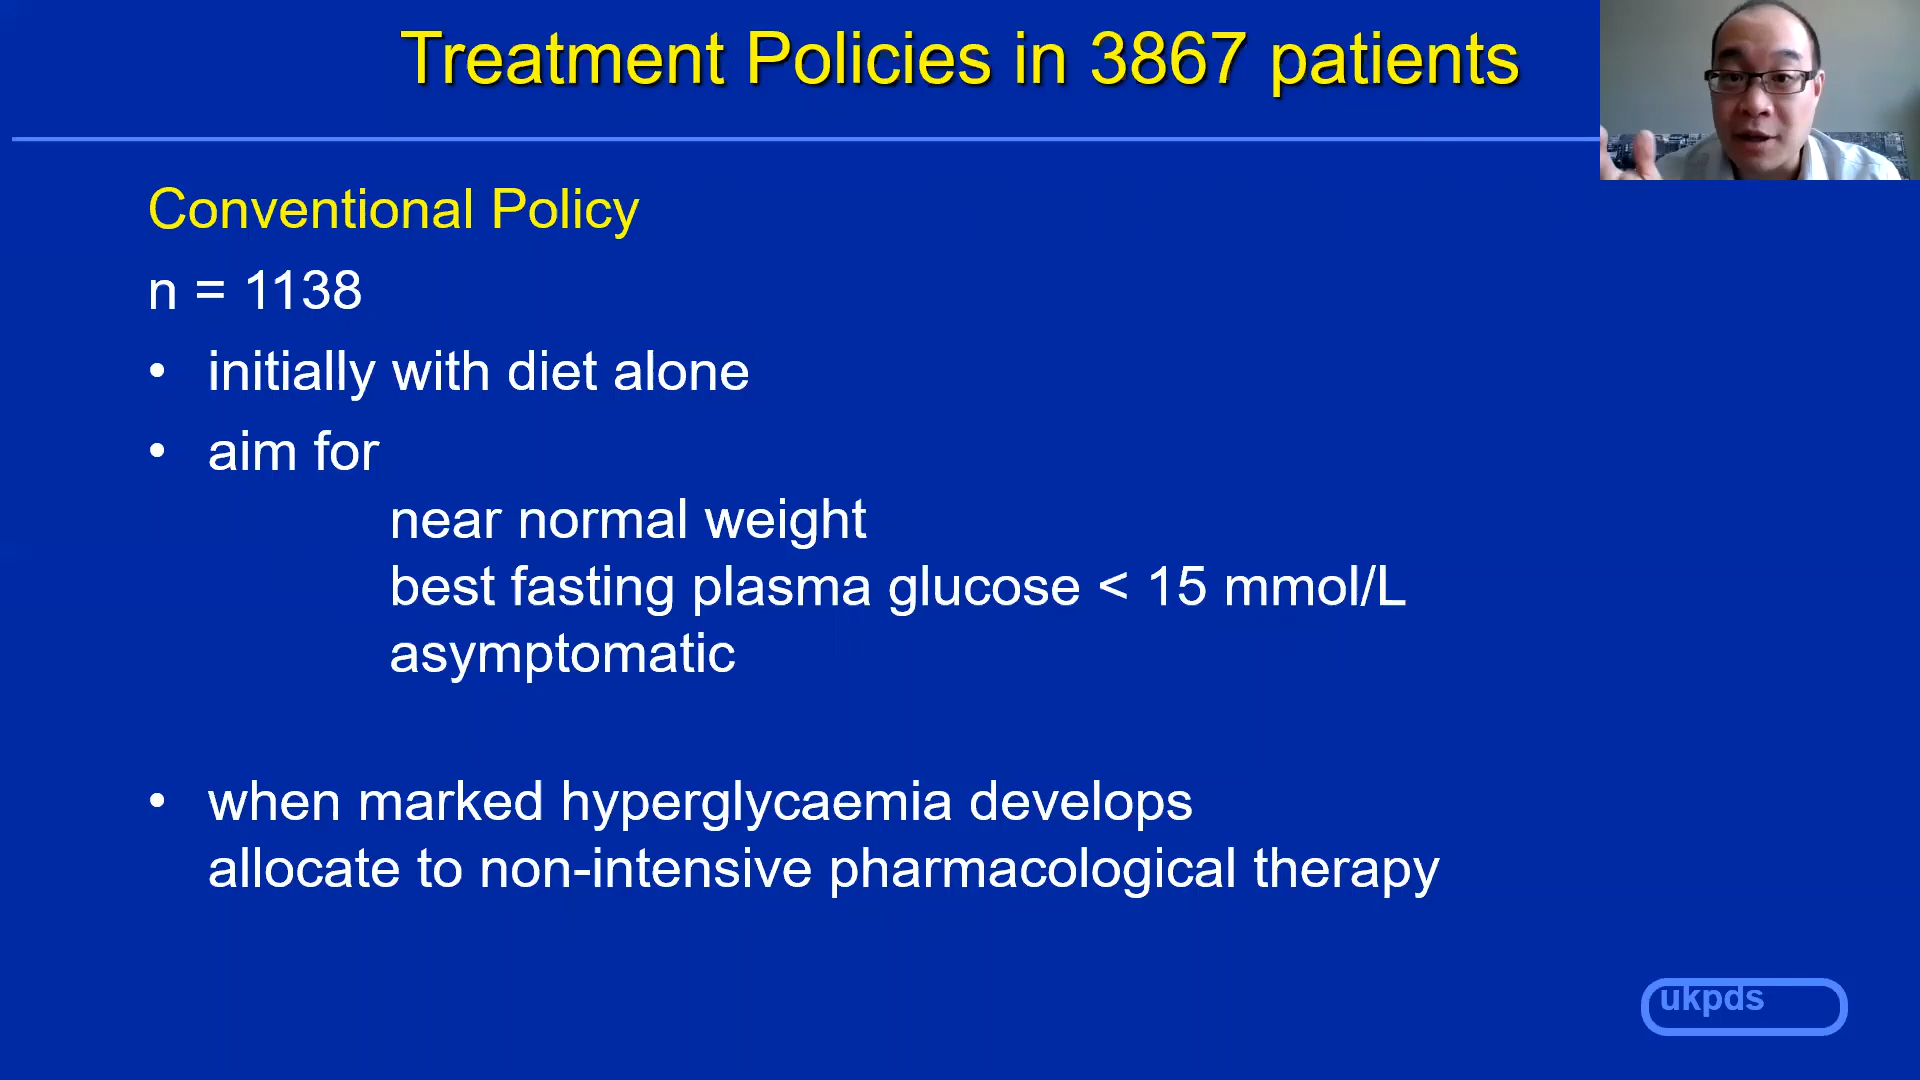 Treatment Policies in 3867 patients
Conventional Policy
n = 1138
• initially with diet alone
• aim for
near normal weight
best fasting plasma glucose < 15 mmol/L
asymptomatic
• when marked hyperglycaemia develops
allocate to non-intensive pharmacological therapy
ukpds